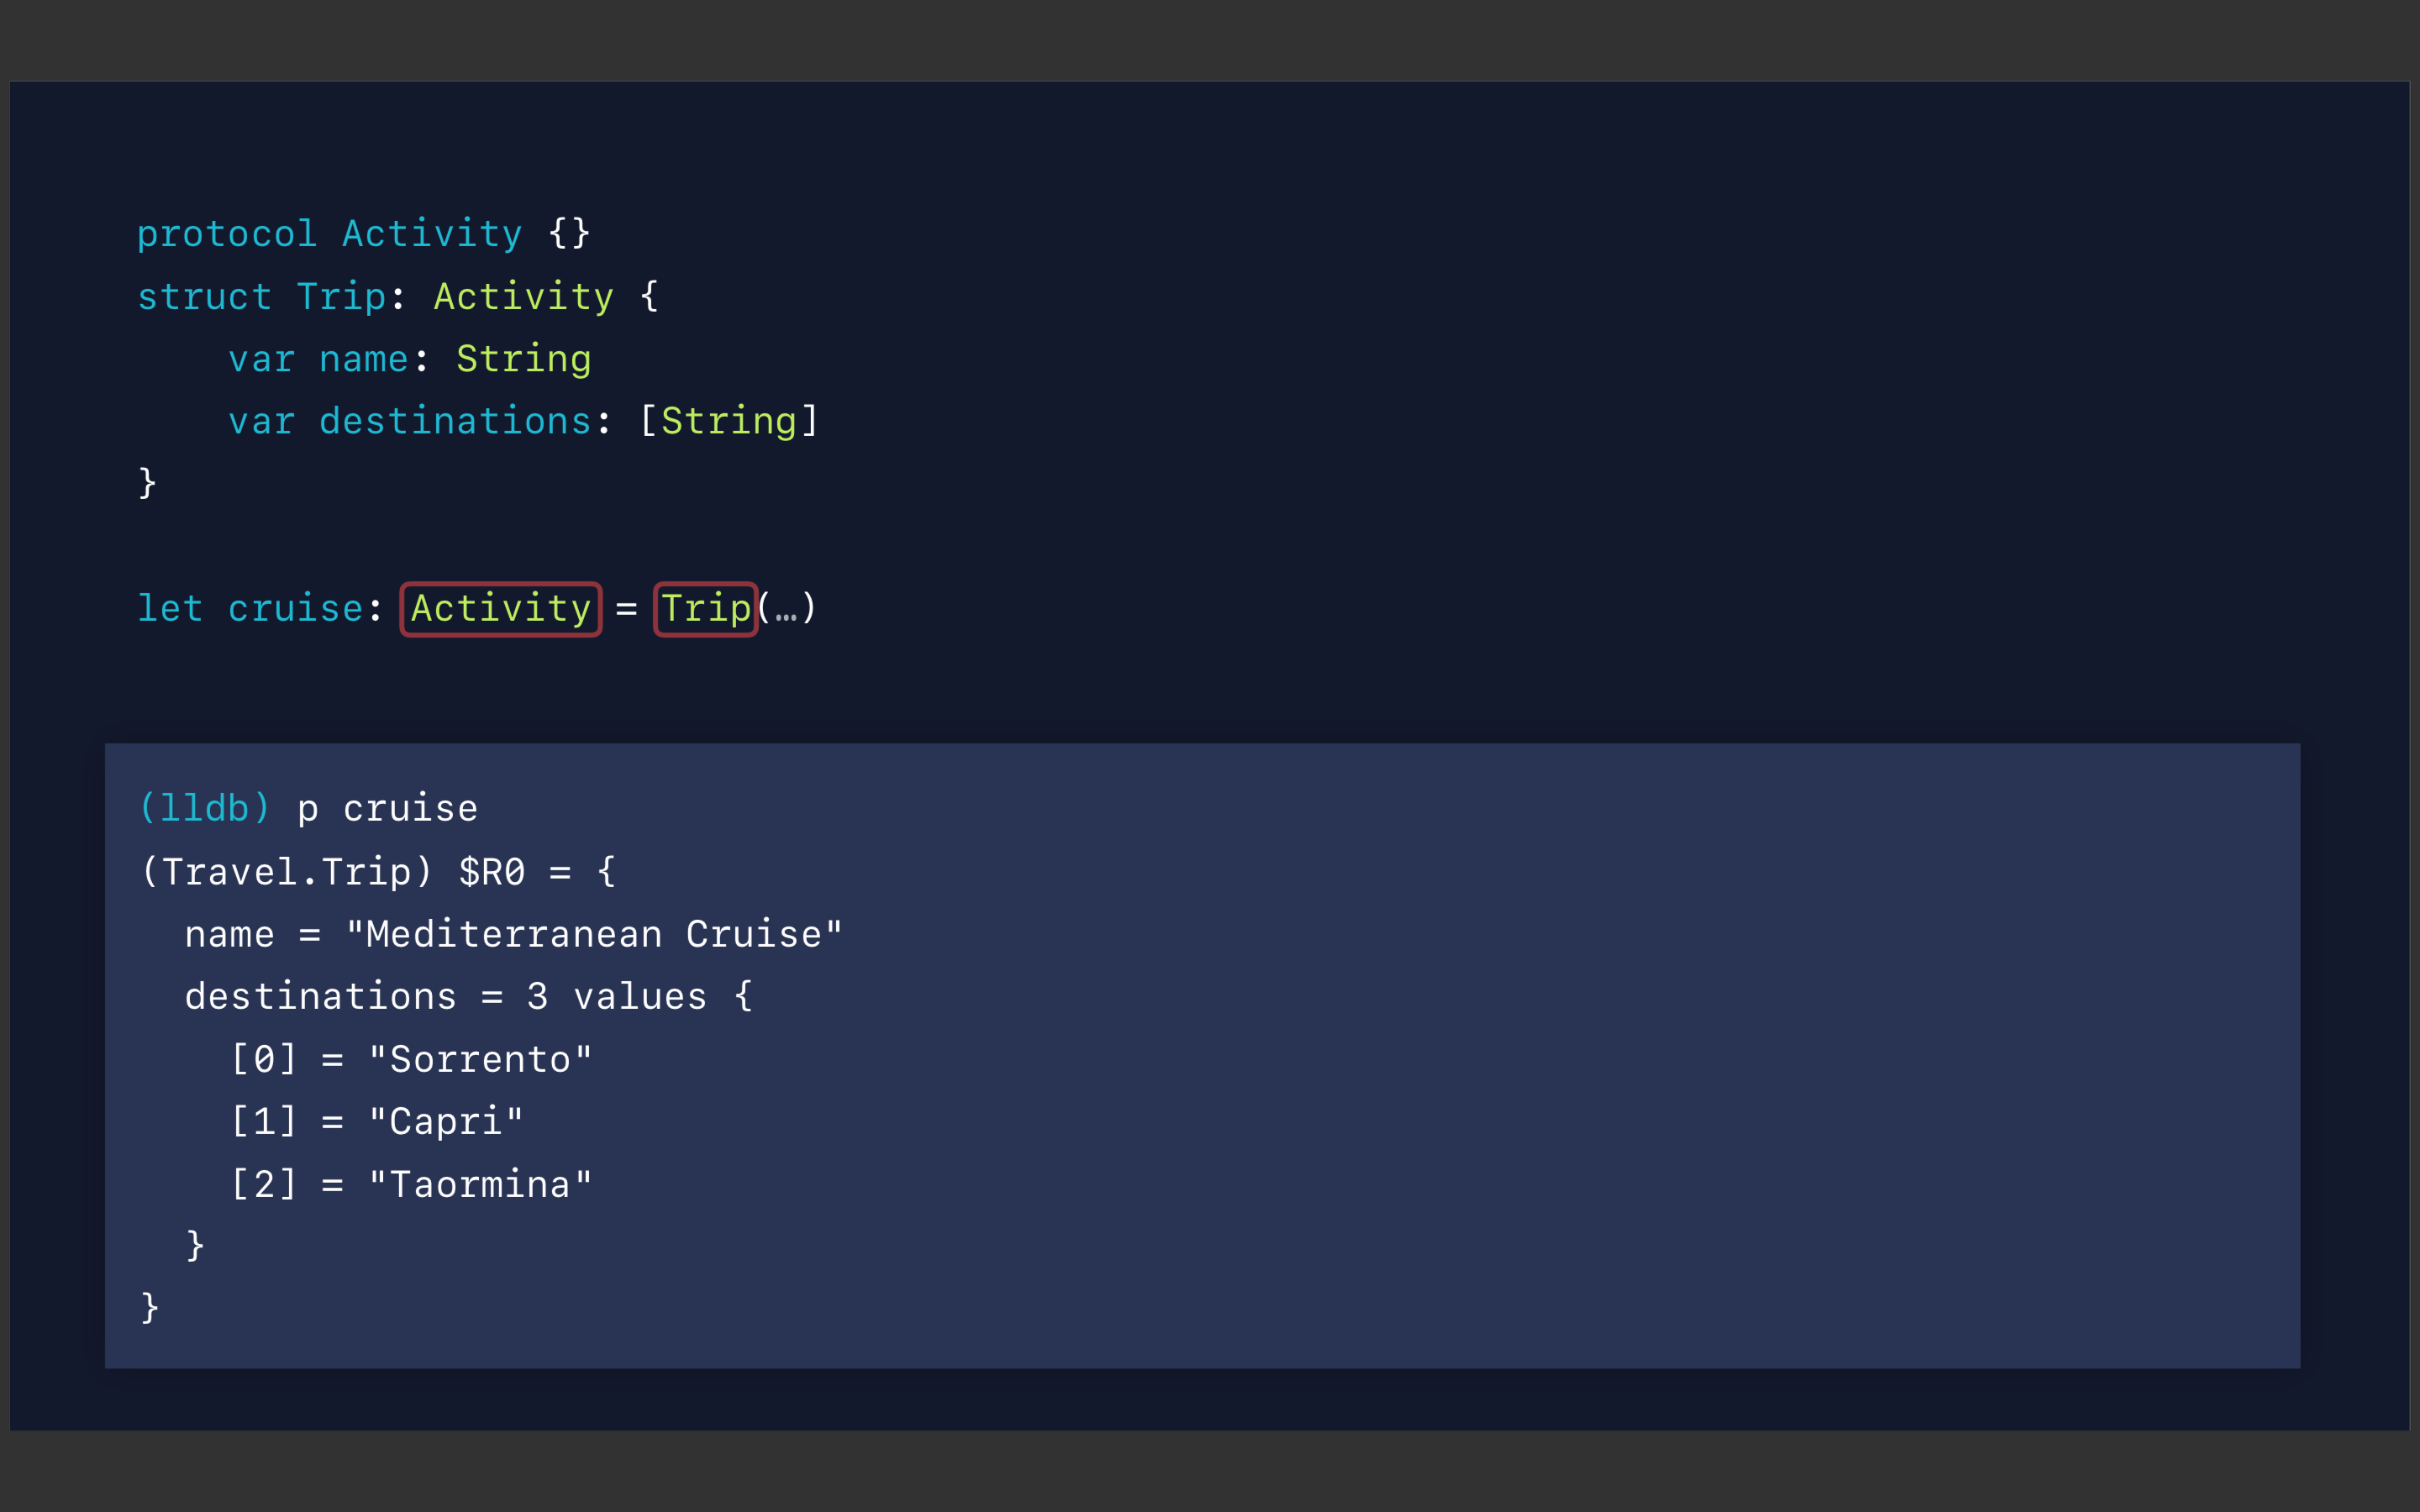 protocol Activity {}
struct Trip: Activity {
    var name: String
    var destinations: [String]
}
let cruise: Activity = Trip(…)
(lldb) p cruise
(Travel.Trip) $R0 = {
  name = "Mediterranean Cruise"
  destinations = 3 values {
    [0] = "Sorrento"
    [1] = "Capri"
    [2] = "Taormina"
  }
}